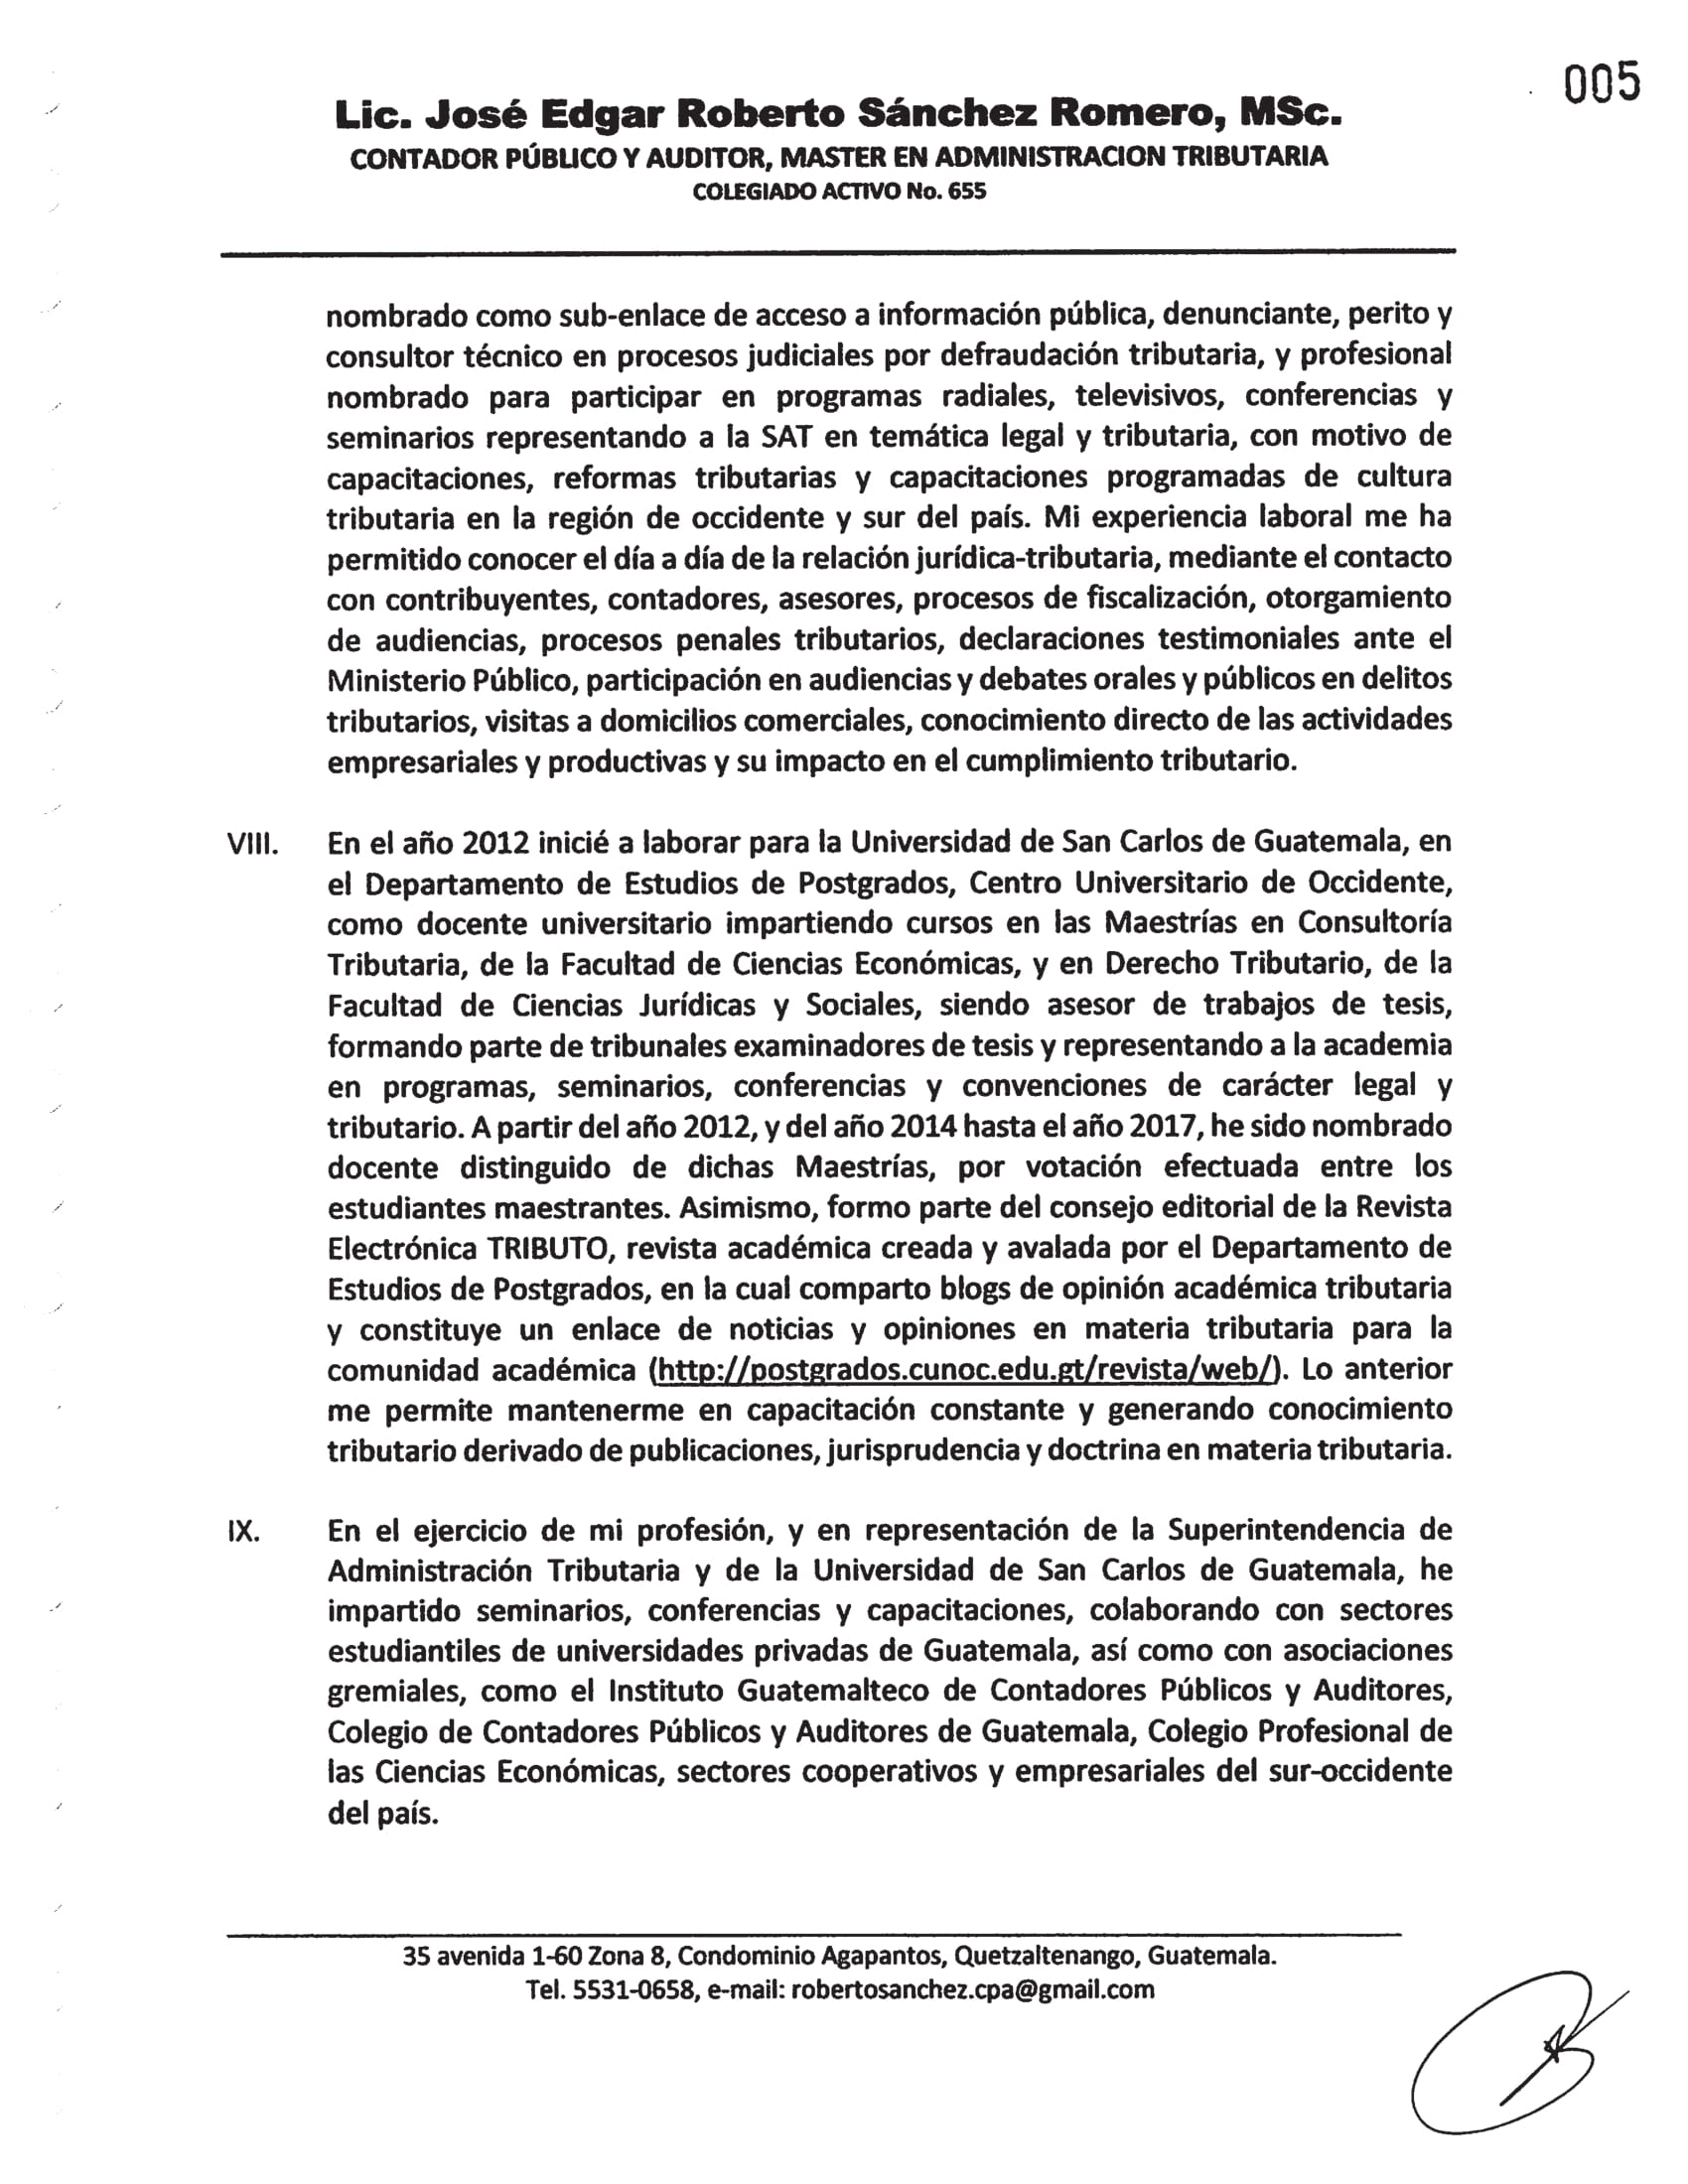 005
Lic. José Edgar Roberto Sánchez Romero, MSc.
CONTADOR PÚBLICO Y AUDITOR, MASTER EN ADMINISTRACION TRIBUTARIA
COLEGIADO ACTIVO No. 655
nombrado como sub-enlace de acceso a información pública, denunciante, perito y
consultor técnico en procesos judiciales por defraudación tributaria, y profesional
nombrado para participar en programas radiales, televisivos, conferencias y
seminarios representando a la SAT en temática legal y tributaria, con motivo de
capacitaciones, reformas tributarias y capacitaciones programadas de cultura
tributaria en la región de occidente y sur del país. Mi experiencia laboral me ha
permitido conocer el día a día de la relación jurídica-tributaria, mediante el contacto
con contribuyentes, contadores, asesores, procesos de fiscalización, otorgamiento
de audiencias, procesos penales tributarios, declaraciones testimoniales ante el
Ministerio Público, participación en audiencias y debates orales y públicos en delitos
tributarios, visitas a domicilios comerciales, conocimiento directo de las actividades
empresariales y productivas y su impacto en el cumplimiento tributario.
VIII. En el año 2012 inicié a laborar para la Universidad de San Carlos de Guatemala, en
el Departamento de Estudios de Postgrados, Centro Universitario de Occidente,
como docente universitario impartiendo cursos en las Maestrías en Consultoría
Tributaria, de la Facultad de Ciencias Económicas, y en Derecho Tributario, de la
Facultad de Ciencias Jurídicas y Sociales, siendo asesor de trabajos de tesis,
formando parte de tribunales examinadores de tesis y representando a la academia
en programas, seminarios, conferencias y convenciones de carácter legal y
tributario. A partir del año 2012, y del año 2014 hasta el año 2017, he sido nombrado
docente distinguido de dichas Maestrías, por votación efectuada entre los
estudiantes maestrantes. Asimismo, formo parte del consejo editorial de la Revista
Electrónica TRIBUTO, revista académica creada y avalada por el Departamento de
Estudios de Postgrados, en la cual comparto blogs de opinión académica tributaria
y constituye un enlace de noticias y opiniones en materia tributaria para la
comunidad académica (http://postgrados.cunoc.edu.gt/revista/web/). Lo anterior
me permite mantenerme en capacitación constante y generando conocimiento
tributario derivado de publicaciones, jurisprudencia y doctrina en materia tributaria.
IX. En el ejercicio de mi profesión, y en representación de la Superintendencia de
Administración Tributaria y de la Universidad de San Carlos de Guatemala, he
impartido seminarios, conferencias y capacitaciones, colaborando con sectores
estudiantiles de universidades privadas de Guatemala, así como con asociaciones
gremiales, como el Instituto Guatemalteco de Contadores Públicos y Auditores,
Colegio de Contadores Públicos y Auditores de Guatemala, Colegio Profesional de
las Ciencias Económicas, sectores cooperativos y empresariales del sur-occidente
del país.
35 avenida 1-60 Zona 8, Condominio Agapantos, Quetzaltenango, Guatemala.
Tel. 5531-0658, e-mail: robertosanchez.cpa@gmail.com